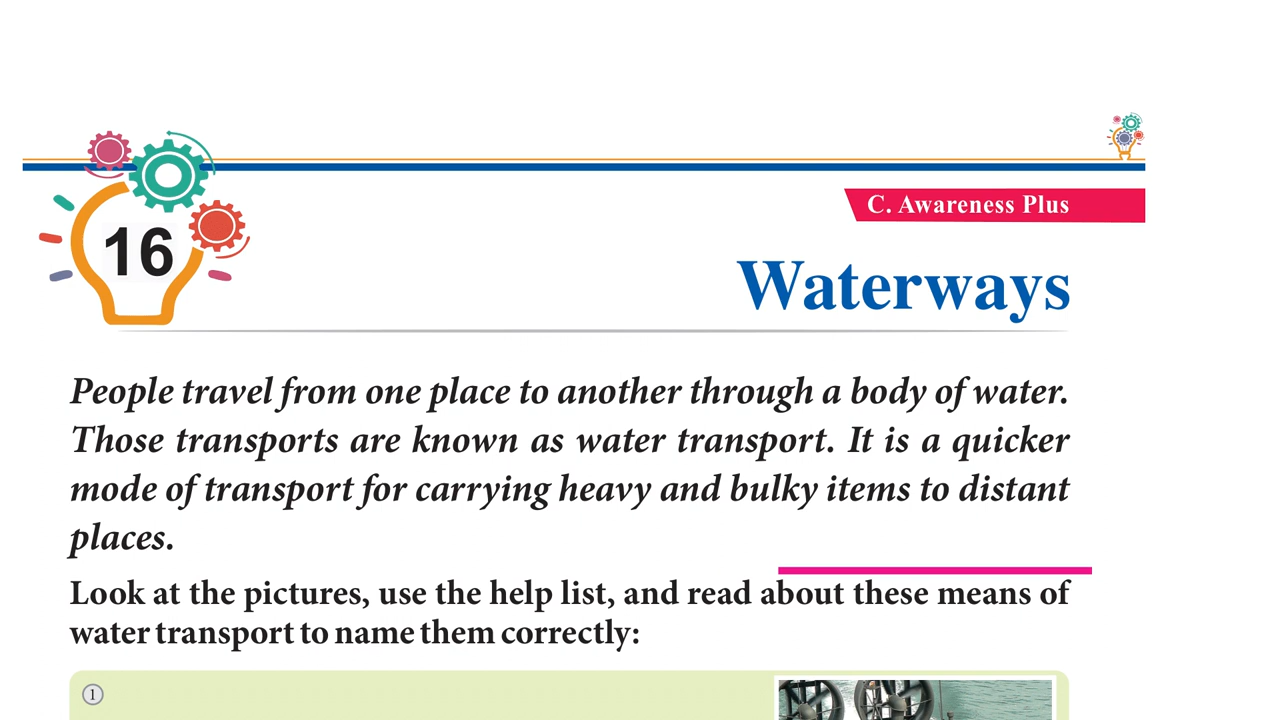 16
C. Awareness Plus
Waterways
People travel from one place to another through a body of water.
Those transports are known as water transport. It is a quicker
mode of transport for carrying heavy and bulky items to distant
places.
Look at the pictures, use the help list, and read about these means of
water transport to name them correctly:
1